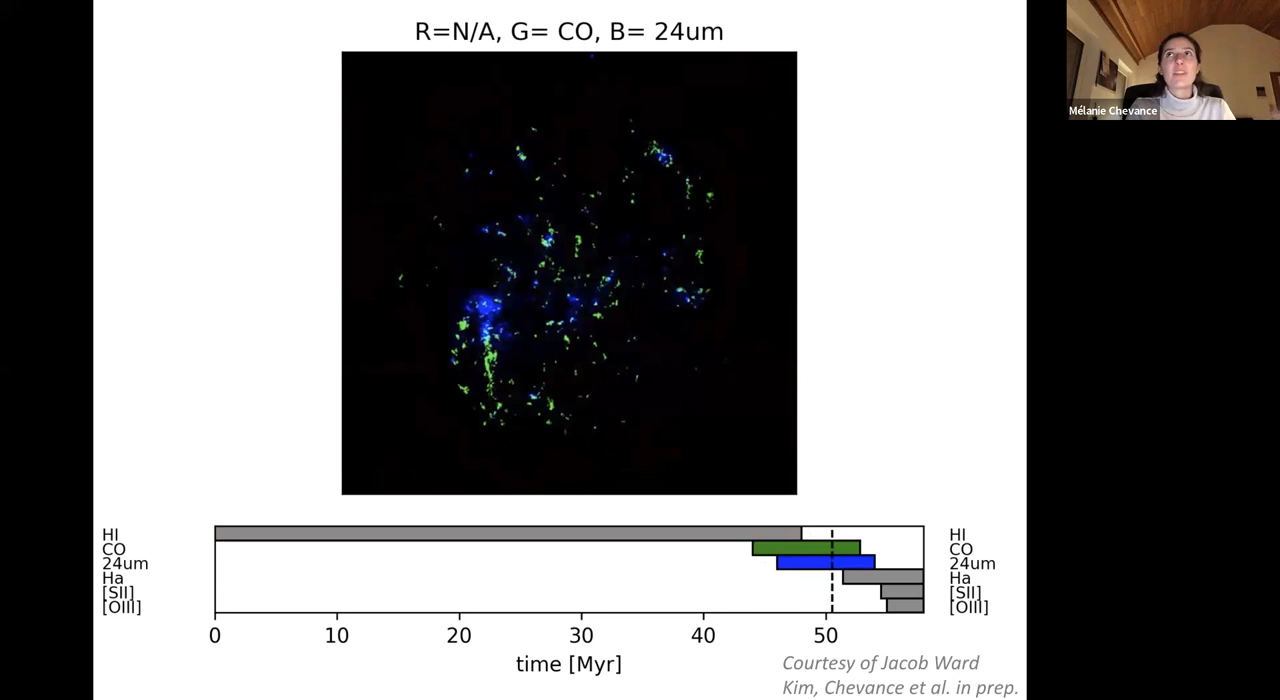 R=N/A, G= CO, B= 24um
Mélanie Chevance
HI
CO
24um
Ha
[SII]
[OIII]
HI
CO
24um
Ha
[SII]
[OIII]
0 10 20 30 40 50
time [Myr]
Courtesy of Jacob Ward
Kim, Chevance et al. in prep.